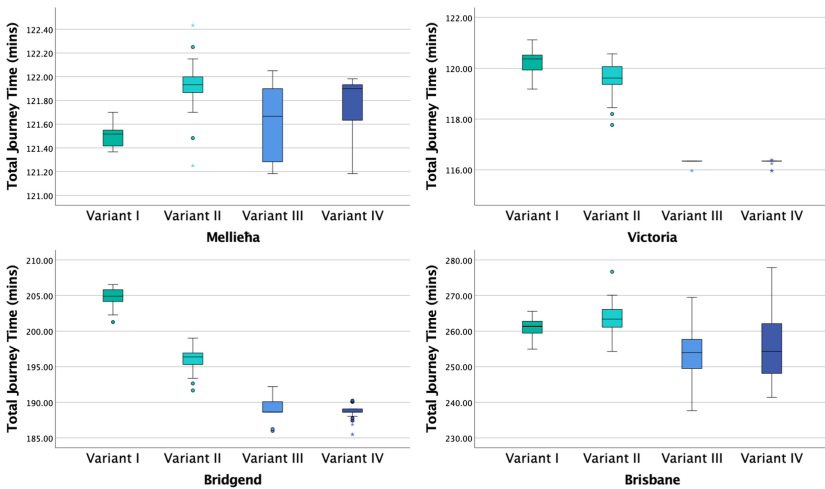 Total Journey Time (mins)
122.40
122.20
122.00
121.80
121.60
121.40
121.20
121.00
Variant I Variant II Variant III Variant IV
Mellieħa
Total Journey Time (mins)
122.00
120.00
118.00
116.00
Variant I Variant II Variant III Variant IV
Victoria
Total Journey Time (mins)
210.00
205.00
200.00
195.00
190.00
185.00
Variant I Variant II Variant III Variant IV
Bridgend
Total Journey Time (mins)
280.00
270.00
260.00
250.00
240.00
230.00
Variant I Variant II Variant III Variant IV
Brisbane